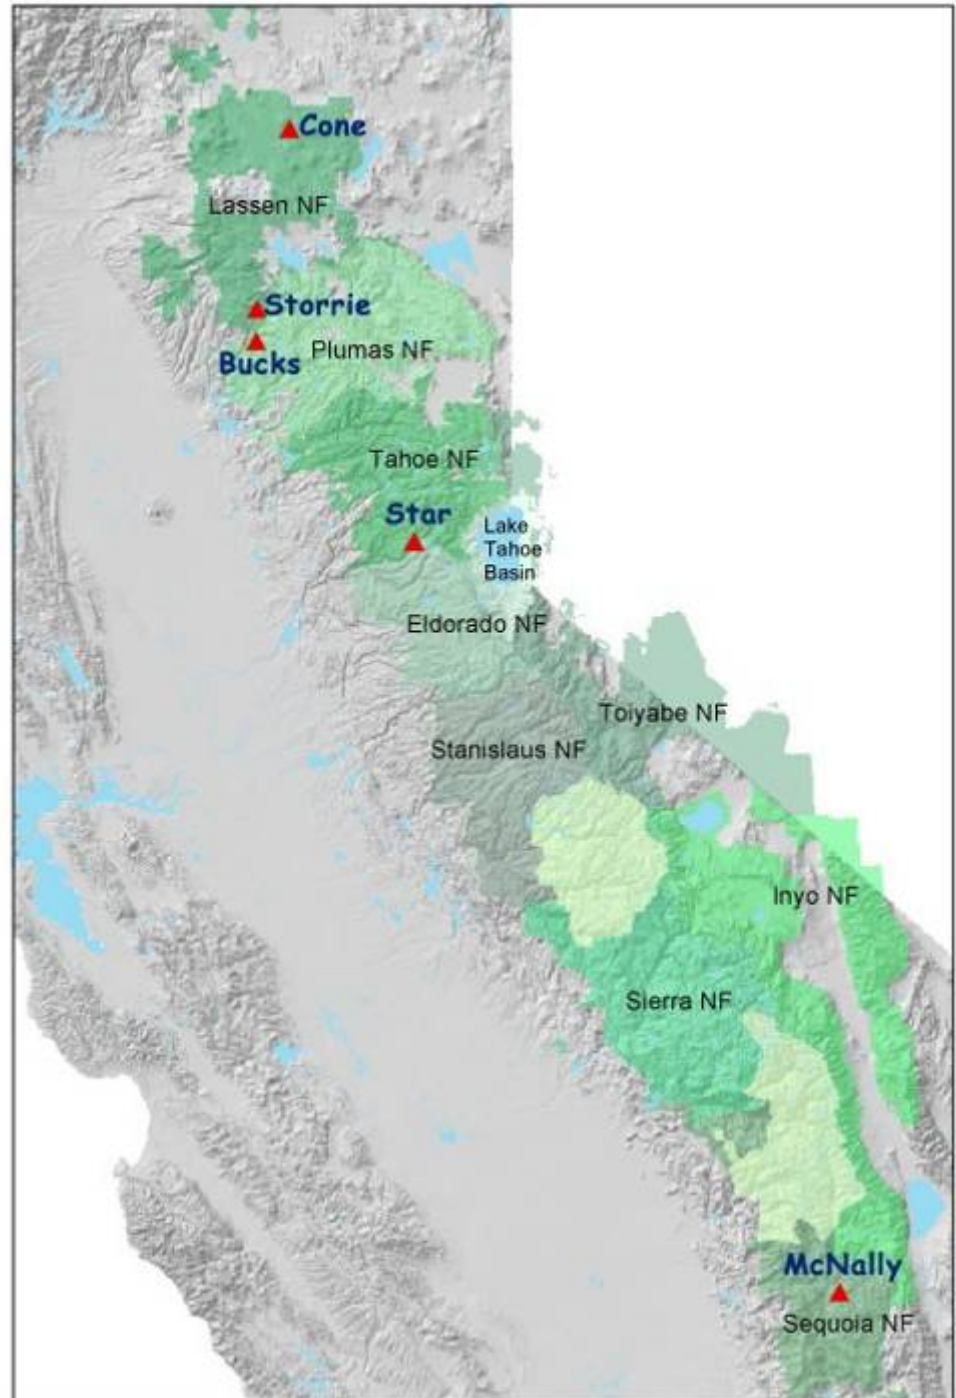 Cone
Lassen NF
Storrie
Plumas NF
Bucks
Tahoe NF
Star
Lake
Tahoe
Basin
Eldorado NF
Toiyabe NF
Stanislaus NF
Inyo NF
Sierra NF
McNally
Sequoia NF